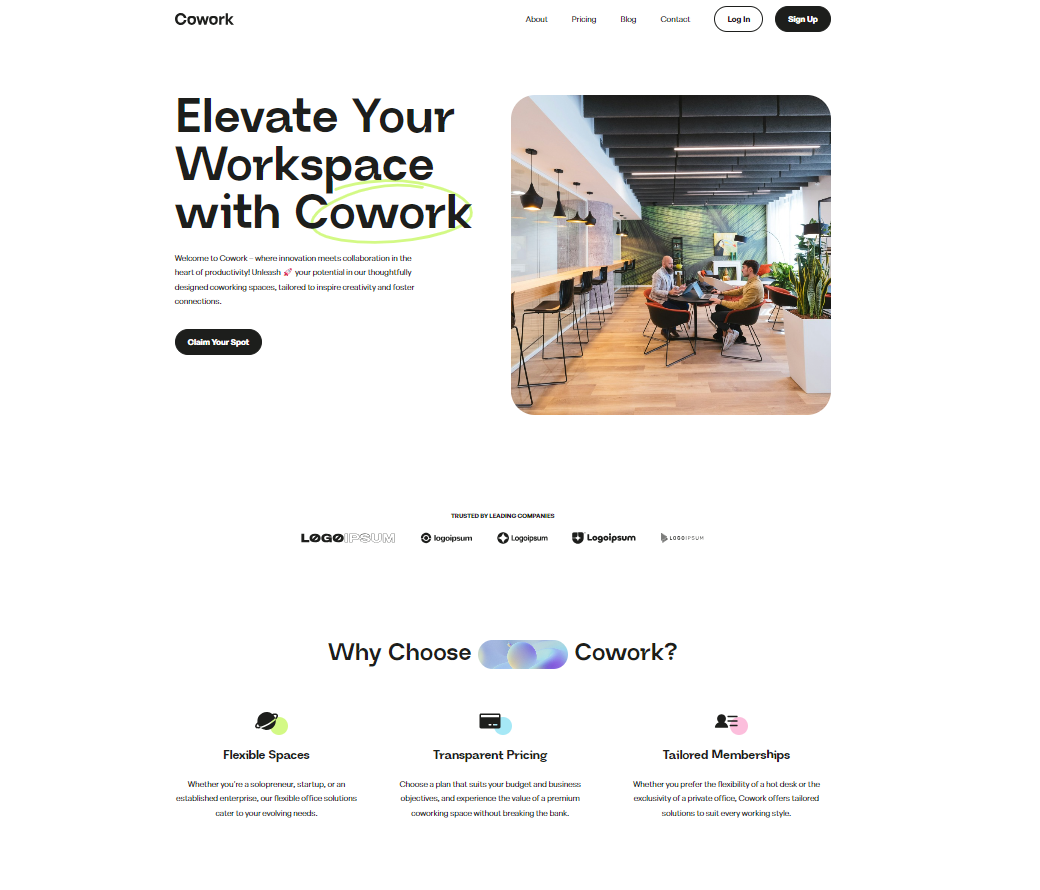 Cowork
About Pricing Blog Contact Log In Sign Up
Elevate Your
Workspace
with Cowork
Welcome to Cowork – where innovation meets collaboration in the
heart of productivity! Unleash 🚀 your potential in our thoughtfully
designed coworking spaces, tailored to inspire creativity and foster
connections.
Claim Your Spot
TRUSTED BY LEADING COMPANIES
LOGOIPSUM logoipsum Logoipsum Logoipsum LOGOIPSUM
Why Choose Cowork?
Flexible Spaces
Whether you're a solopreneur, startup, or an
established enterprise, our flexible office solutions
cater to your evolving needs.
Transparent Pricing
Choose a plan that suits your budget and business
objectives, and experience the value of a premium
coworking space without breaking the bank.
Tailored Memberships
Whether you prefer the flexibility of a hot desk or the
exclusivity of a private office, Cowork offers tailored
solutions to suit every working style.